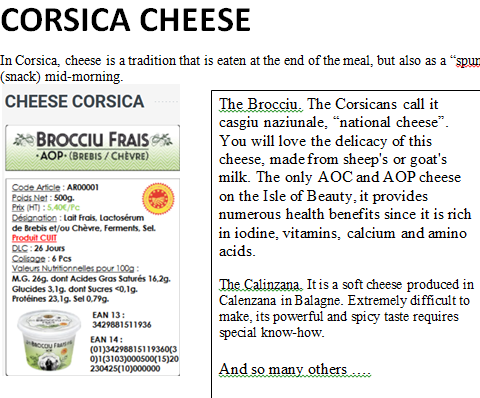 CORSICA CHEESE
In Corsica, cheese is a tradition that is eaten at the end of the meal, but also as a “spun
(snack) mid-morning.
CHEESE CORSICA
BROCCIU FRAIS
•AOP• (BREBIS / CHÈVRE)
Code Article : AR00001
Poids Net : 500g.
Prix (HT) : 5,40€/Pc
Désignation : Lait Frais, Lactosérum
de Brebis et/ou Chèvre, Ferments, Sel.
Produit CUIT
DLC : 26 Jours
Colisage : 6 Pcs
Valeurs Nutritionnelles pour 100g :
M.G. 26g. dont Acides Gras Saturés 16,2g.
Glucides 3,1g. dont Sucres <0,1g.
Protéines 23,1g. Sel 0,79g.
EAN 13 :
3429881511936
EAN 14 :
(01)34298815119360(3
0)1(3103)000500(15)20
230425(10)000000
BROCCIU FRAIS
The Brocciu. The Corsicans call it
casgiu naziunale, “national cheese”.
You will love the delicacy of this
cheese, made from sheep's or goat's
milk. The only AOC and AOP cheese
on the Isle of Beauty, it provides
numerous health benefits since it is rich
in iodine, vitamins, calcium and amino
acids.
The Calinzana. It is a soft cheese produced in
Calenzana in Balagne. Extremely difficult to
make, its powerful and spicy taste requires
special know-how.
And so many others ….